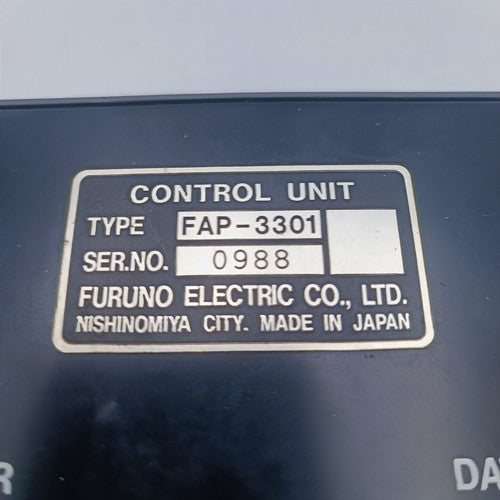 CONTROL UNIT
TYPE FAP-3301
SER.NO. 0988
FURUNO ELECTRIC CO., LTD.
NISHINOMIYA CITY. MADE IN JAPAN